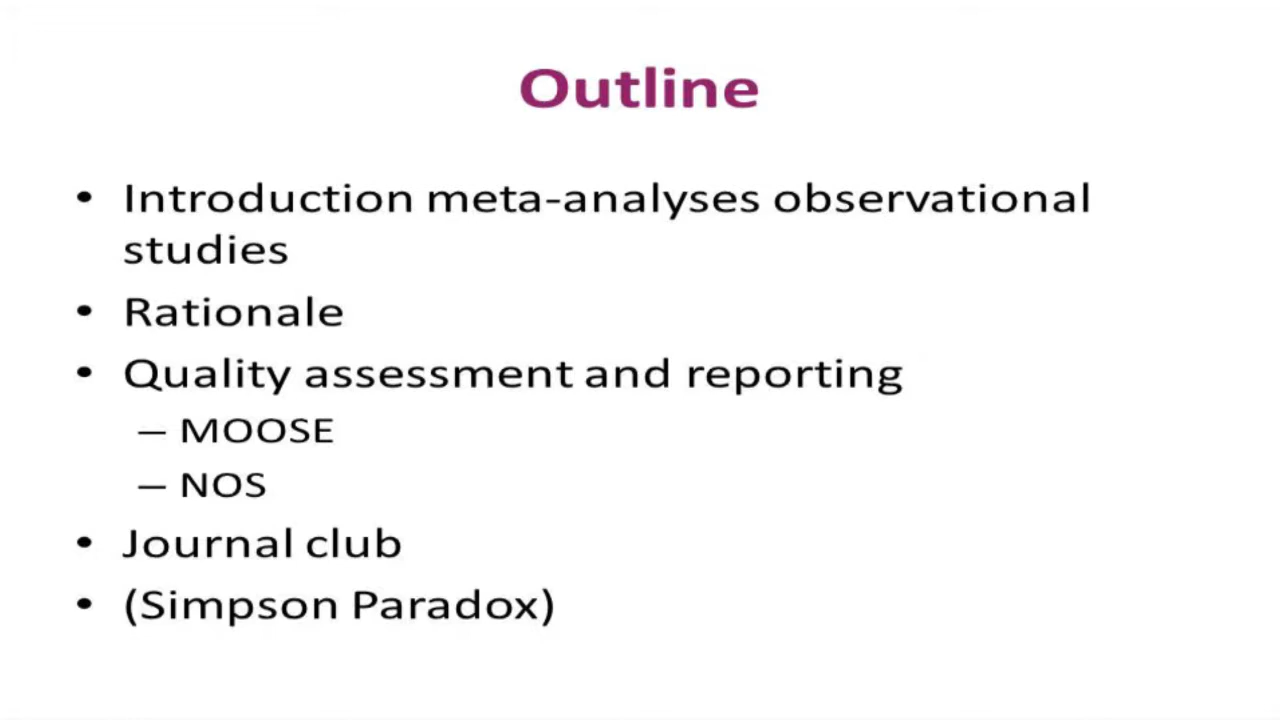 Outline
• Introduction meta-analyses observational
studies
• Rationale
• Quality assessment and reporting
– MOOSE
– NOS
• Journal club
• (Simpson Paradox)